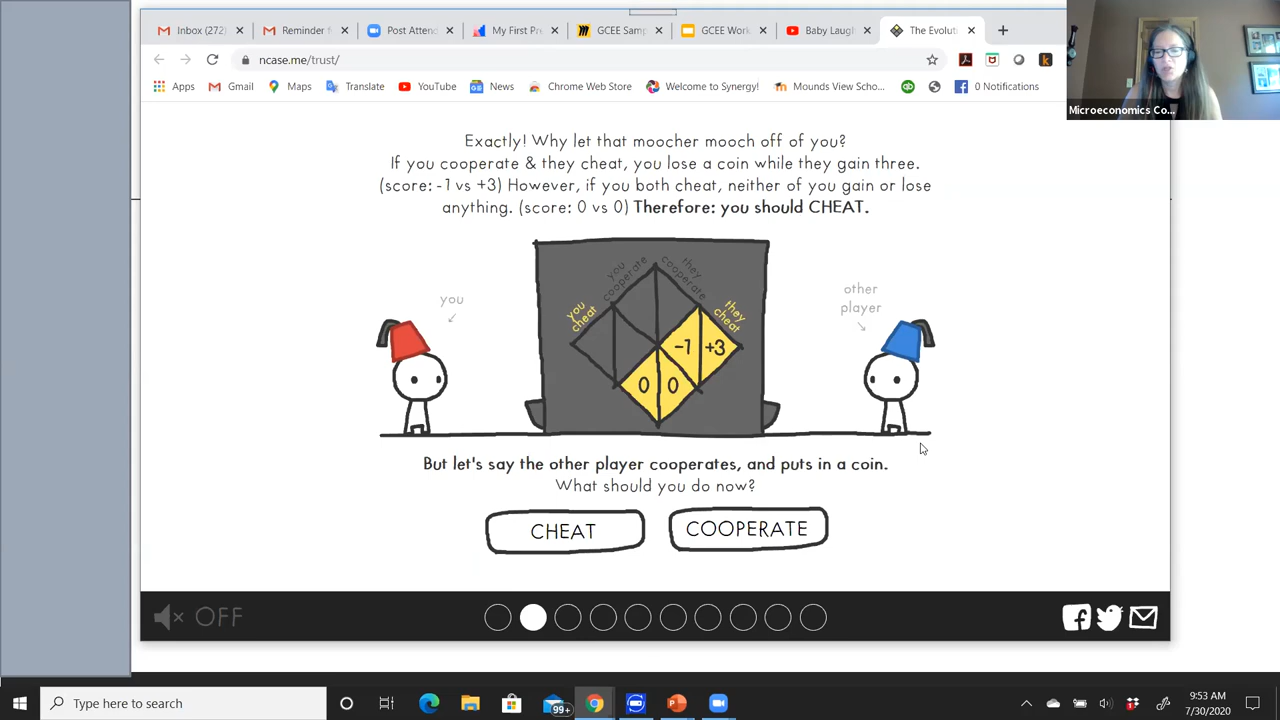 Inbox (272)
Reminder f
Post Attend
My First Pre
GCEE Samp
GCEE Work
Baby Laugh
The Evoluti
ncase.me/trust/
Apps
Gmail
Maps
Translate
YouTube
News
Chrome Web Store
Welcome to Synergy!
Mounds View Scho...
0 Notifications
Microeconomics Co...
Exactly! Why let that moocher mooch off of you?
If you cooperate & they cheat, you lose a coin while they gain three.
(score: -1 vs +3) However, if you both cheat, neither of you gain or lose
anything. (score: 0 vs 0) Therefore: you should CHEAT.
you cooperate
they cooperate
you cheat
they cheat
-1 +3
0 0
you
other
player
But let's say the other player cooperates, and puts in a coin.
What should you do now?
CHEAT
COOPERATE
OFF
Type here to search
99+
9:53 AM
7/30/2020